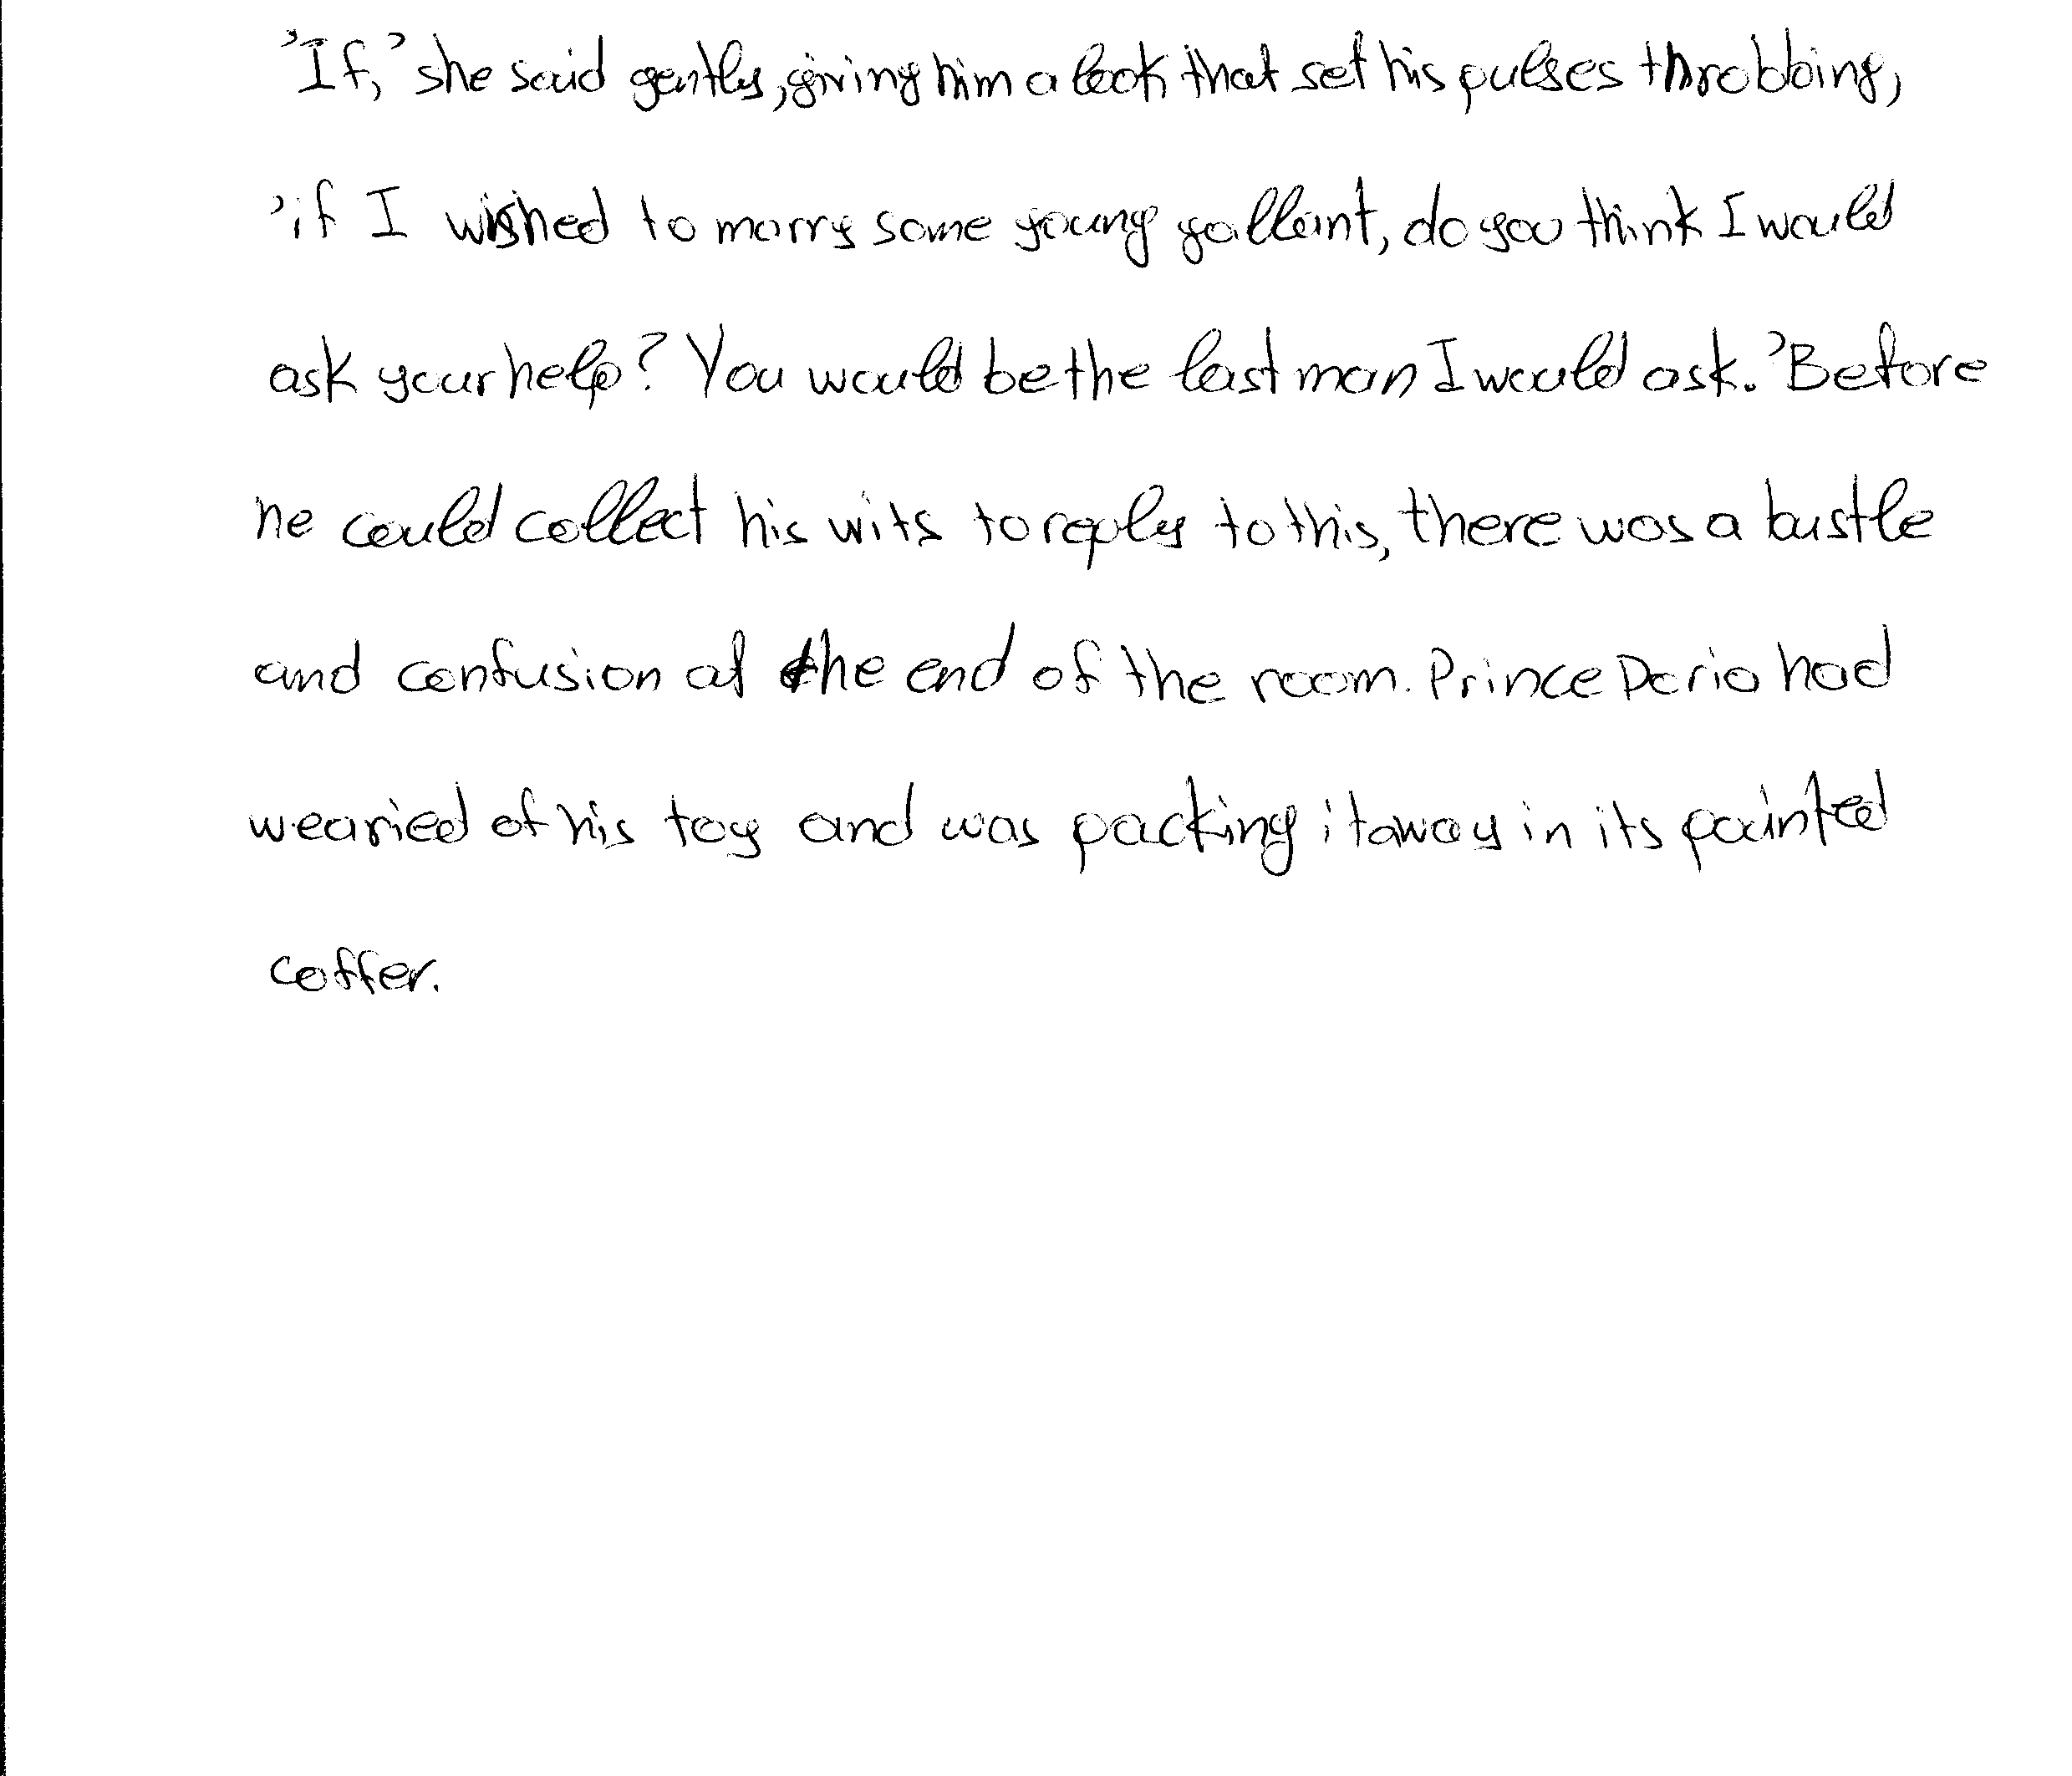 'If,' she said gently, giving him a look that set his pulses throbbing,
'if I wished to marry some young gallant, do you think I would
ask your help? You would be the last man I would ask.' Before
he could collect his wits to reply to this, there was a bustle
and confusion at the end of the room. Prince Dorio had
wearied of his toy and was packing it away in its painted
coffer.